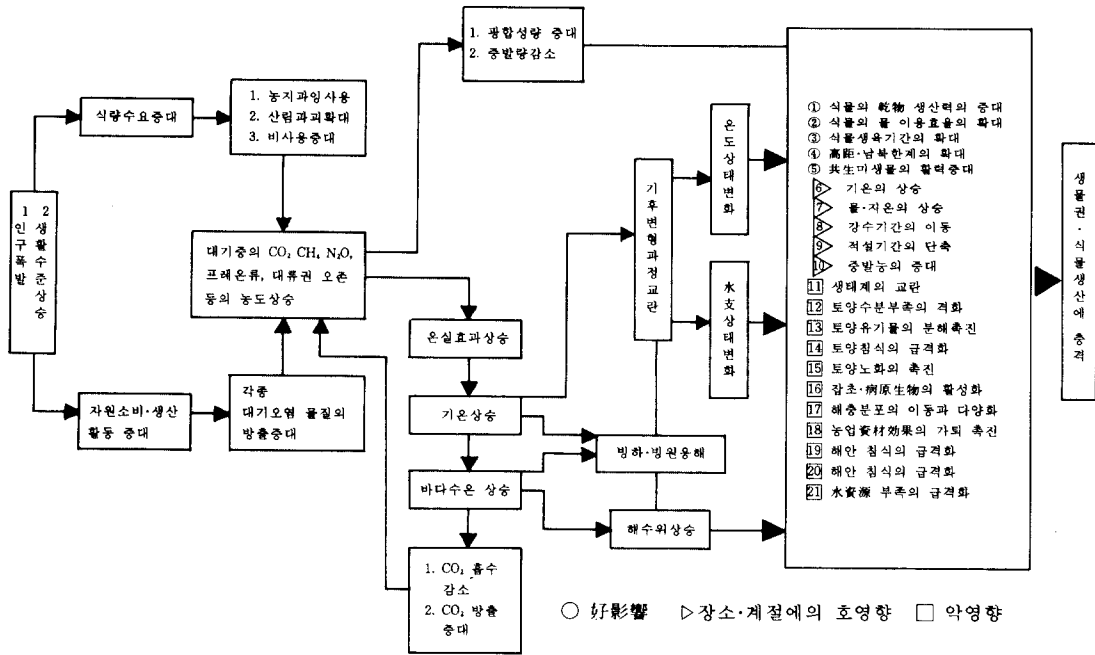 1 인구폭발
2 생활수준상승
식량수요증대
1. 농지과잉사용
2. 산림파괴확대
3. 비사용증대
대기중의 CO₂ CH₄ N₂O,
프레온류, 대류권 오존
등의 농도상승
자원소비·생산
활동 증대
각종
대기오염 물질의
방출증대
1. 광합성량 증대
2. 증발량감소
온실효과상승
기온상승
바다수온 상승
1. CO₂ 흡수
감소
2. CO₂ 방출
증대
기후변형과정교란
빙하·빙원용해
해수위상승
온도상태변화
水支상태변화
① 식물의 乾物 생산력의 증대
② 식물의 물 이용효율의 확대
③ 식물생육기간의 확대
④ 高距·남북한계의 확대
⑤ 共生미생물의 활력증대
6 기온의 상승
7 물·지온의 상승
8 강수기간의 이동
9 적설기간의 단축
10 증발능의 증대
11 생태계의 교란
12 토양수분부족의 격화
13 토양유기물의 분해촉진
14 토양침식의 급격화
15 토양노화의 촉진
16 잡초·病原生物의 활성화
17 해충분포의 이동과 다양화
18 농업資材効果의 가퇴 촉진
19 해안 침식의 급격화
20 해안 침식의 급격화
21 水資源 부족의 급격화
생물권·식물생산에 충격
○ 好影響 ▷장소·계절에의 호영향 □ 악영향